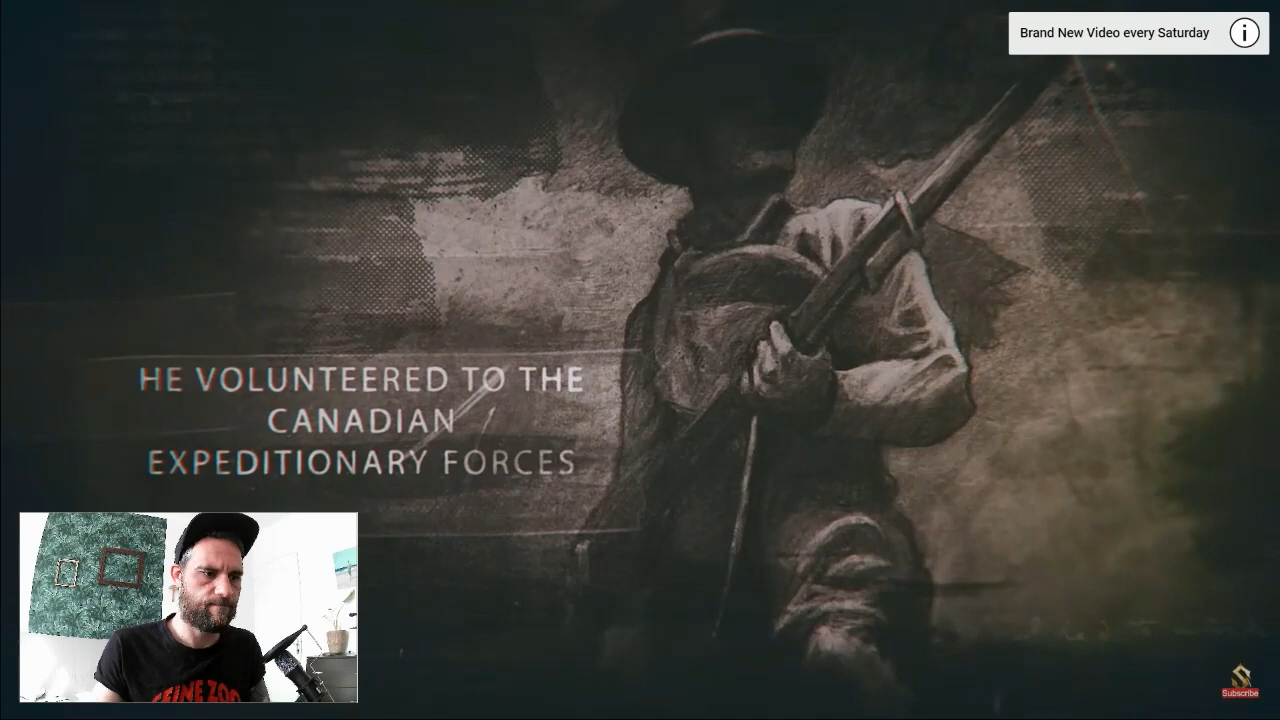 Brand New Video every Saturday
HE VOLUNTEERED TO THE
CANADIAN
EXPEDITIONARY FORCES
Subscribe